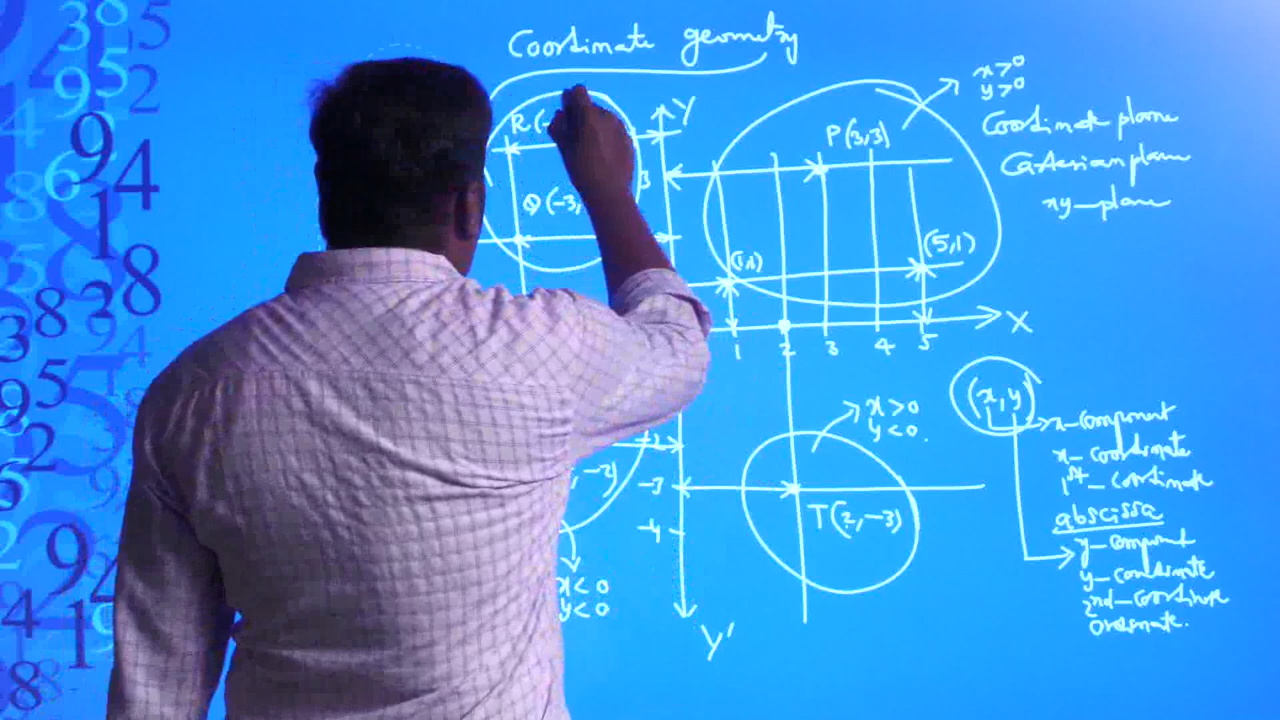 Coordinate geometry
x>0
y>0
Coordinate plane
Cartesian plane
xy-plane
Y
R(-
P(3,3)
3
Q(-3,
(5,1)
X
1 2 3 4 5
x>0
y<0.
(x,y)
x-component
x-coordinate
1st-coordinate
abscissa
y-component
y-coordinate
2nd-coordinate
ordinate.
-3
-4
T(2,-3)
x<0
y<0
Y'